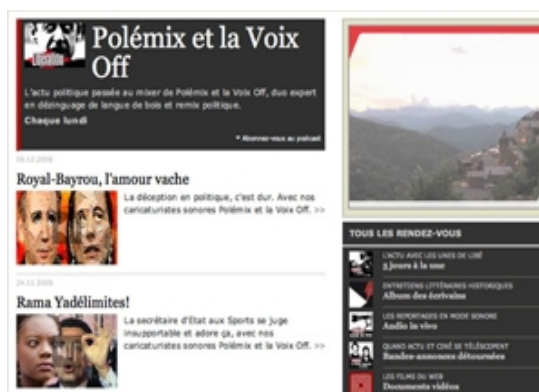 Polémix et la Voix
Off
L'actu politique passée au mixer de Polémix et la Voix Off, duo expert
en dézinguage de langue de bois et remix politique.
Chaque lundi
* Abonnez-vous au podcast
Royal-Bayrou, l'amour vache
La déception en politique, c'est dur. Avec nos
caricaturistes sonores Polémix et la Voix Off. >>
24.11.2009
Rama Yadélimites!
La secrétaire d'Etat aux Sports se juge
insupportable et adore ça, avec nos
caricaturistes sonores Polémix et la Voix Off. >>
TOUS LES RENDEZ-VOUS
L'ACTU AVEC LES UNES DE LIBÉ
5 jours à la une
ENTRETIENS LITTÉRAIRES HISTORIQUES
Album des écrivains
LES REPORTAGES EN MODE SONORE
Audio in vivo
QUAND ACTU ET CINÉ SE TÉLESCOPENT
Bandes-annonces détournées
LES FILMS DU WEB
Documents vidéos